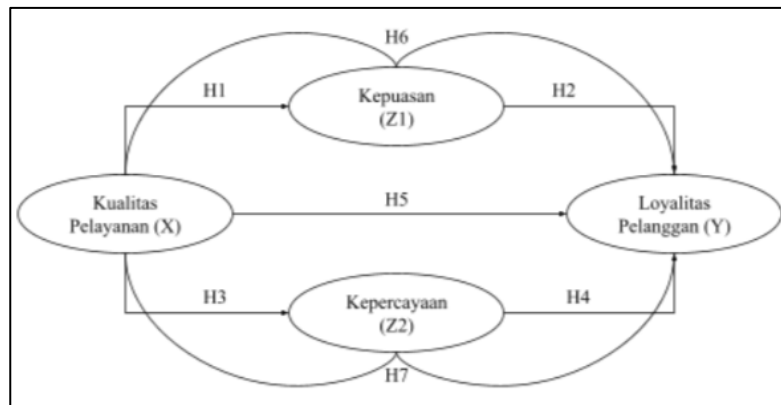 H6
H1
Kepuasan
(Z1)
H2
Kualitas
Pelayanan (X)
H5
Loyalitas
Pelanggan (Y)
H3
Kepercayaan
(Z2)
H4
H7